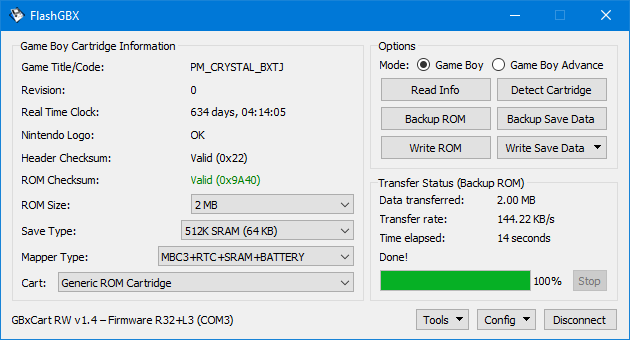 FlashGBX
Game Boy Cartridge Information
Game Title/Code: PM_CRYSTAL_BXTJ
Revision: 0
Real Time Clock: 634 days, 04:14:05
Nintendo Logo: OK
Header Checksum: Valid (0x22)
ROM Checksum: Valid (0x9A40)
ROM Size: 2 MB
Save Type: 512K SRAM (64 KB)
Mapper Type: MBC3+RTC+SRAM+BATTERY
Cart: Generic ROM Cartridge
Options
Mode: Game Boy Game Boy Advance
Read Info Detect Cartridge
Backup ROM Backup Save Data
Write ROM Write Save Data
Transfer Status (Backup ROM)
Data transferred: 2.00 MB
Transfer rate: 144.22 KB/s
Time elapsed: 14 seconds
Done!
100% Stop
GBxCart RW v1.4 – Firmware R32+L3 (COM3)
Tools Config Disconnect